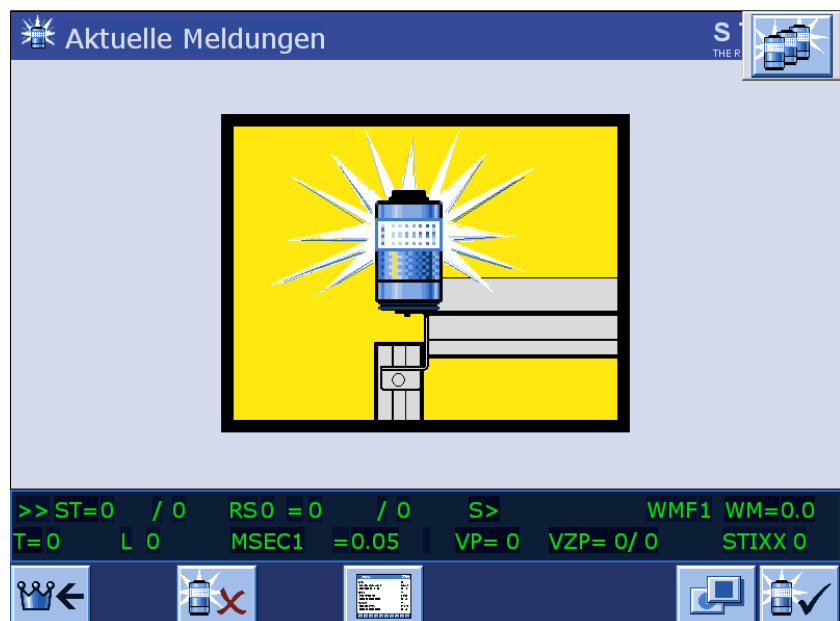 Aktuelle Meldungen
S
THE R
>> ST=0 / 0 RS0 =0 / 0 S> WMF1 WM=0.0
T=0 L 0 MSEC1 =0.05 VP= 0 VZP= 0/ 0 STIXX 0